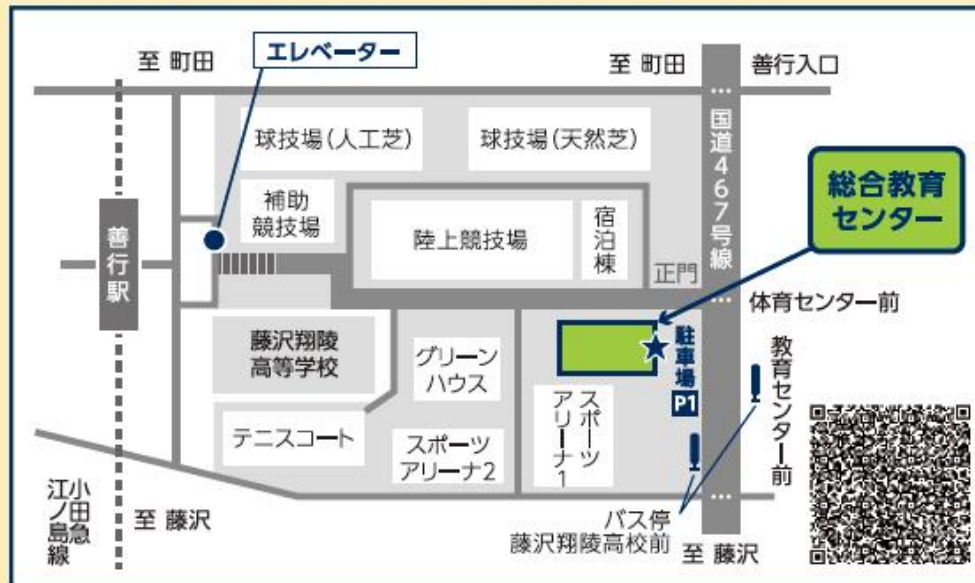 エレベーター
至 町田
至 町田
善行入口
球技場(人工芝)
球技場(天然芝)
国道467号線
総合教育
センター
補助
競技場
陸上競技場
宿泊棟
善行駅
正門
体育センター前
藤沢翔陵
高等学校
グリーン
ハウス
駐車場
P1
教育センター前
スポーツ
アリーナ1
テニスコート
スポーツ
アリーナ2
小田急
江ノ島線
至 藤沢
バス停
藤沢翔陵高校前
至 藤沢